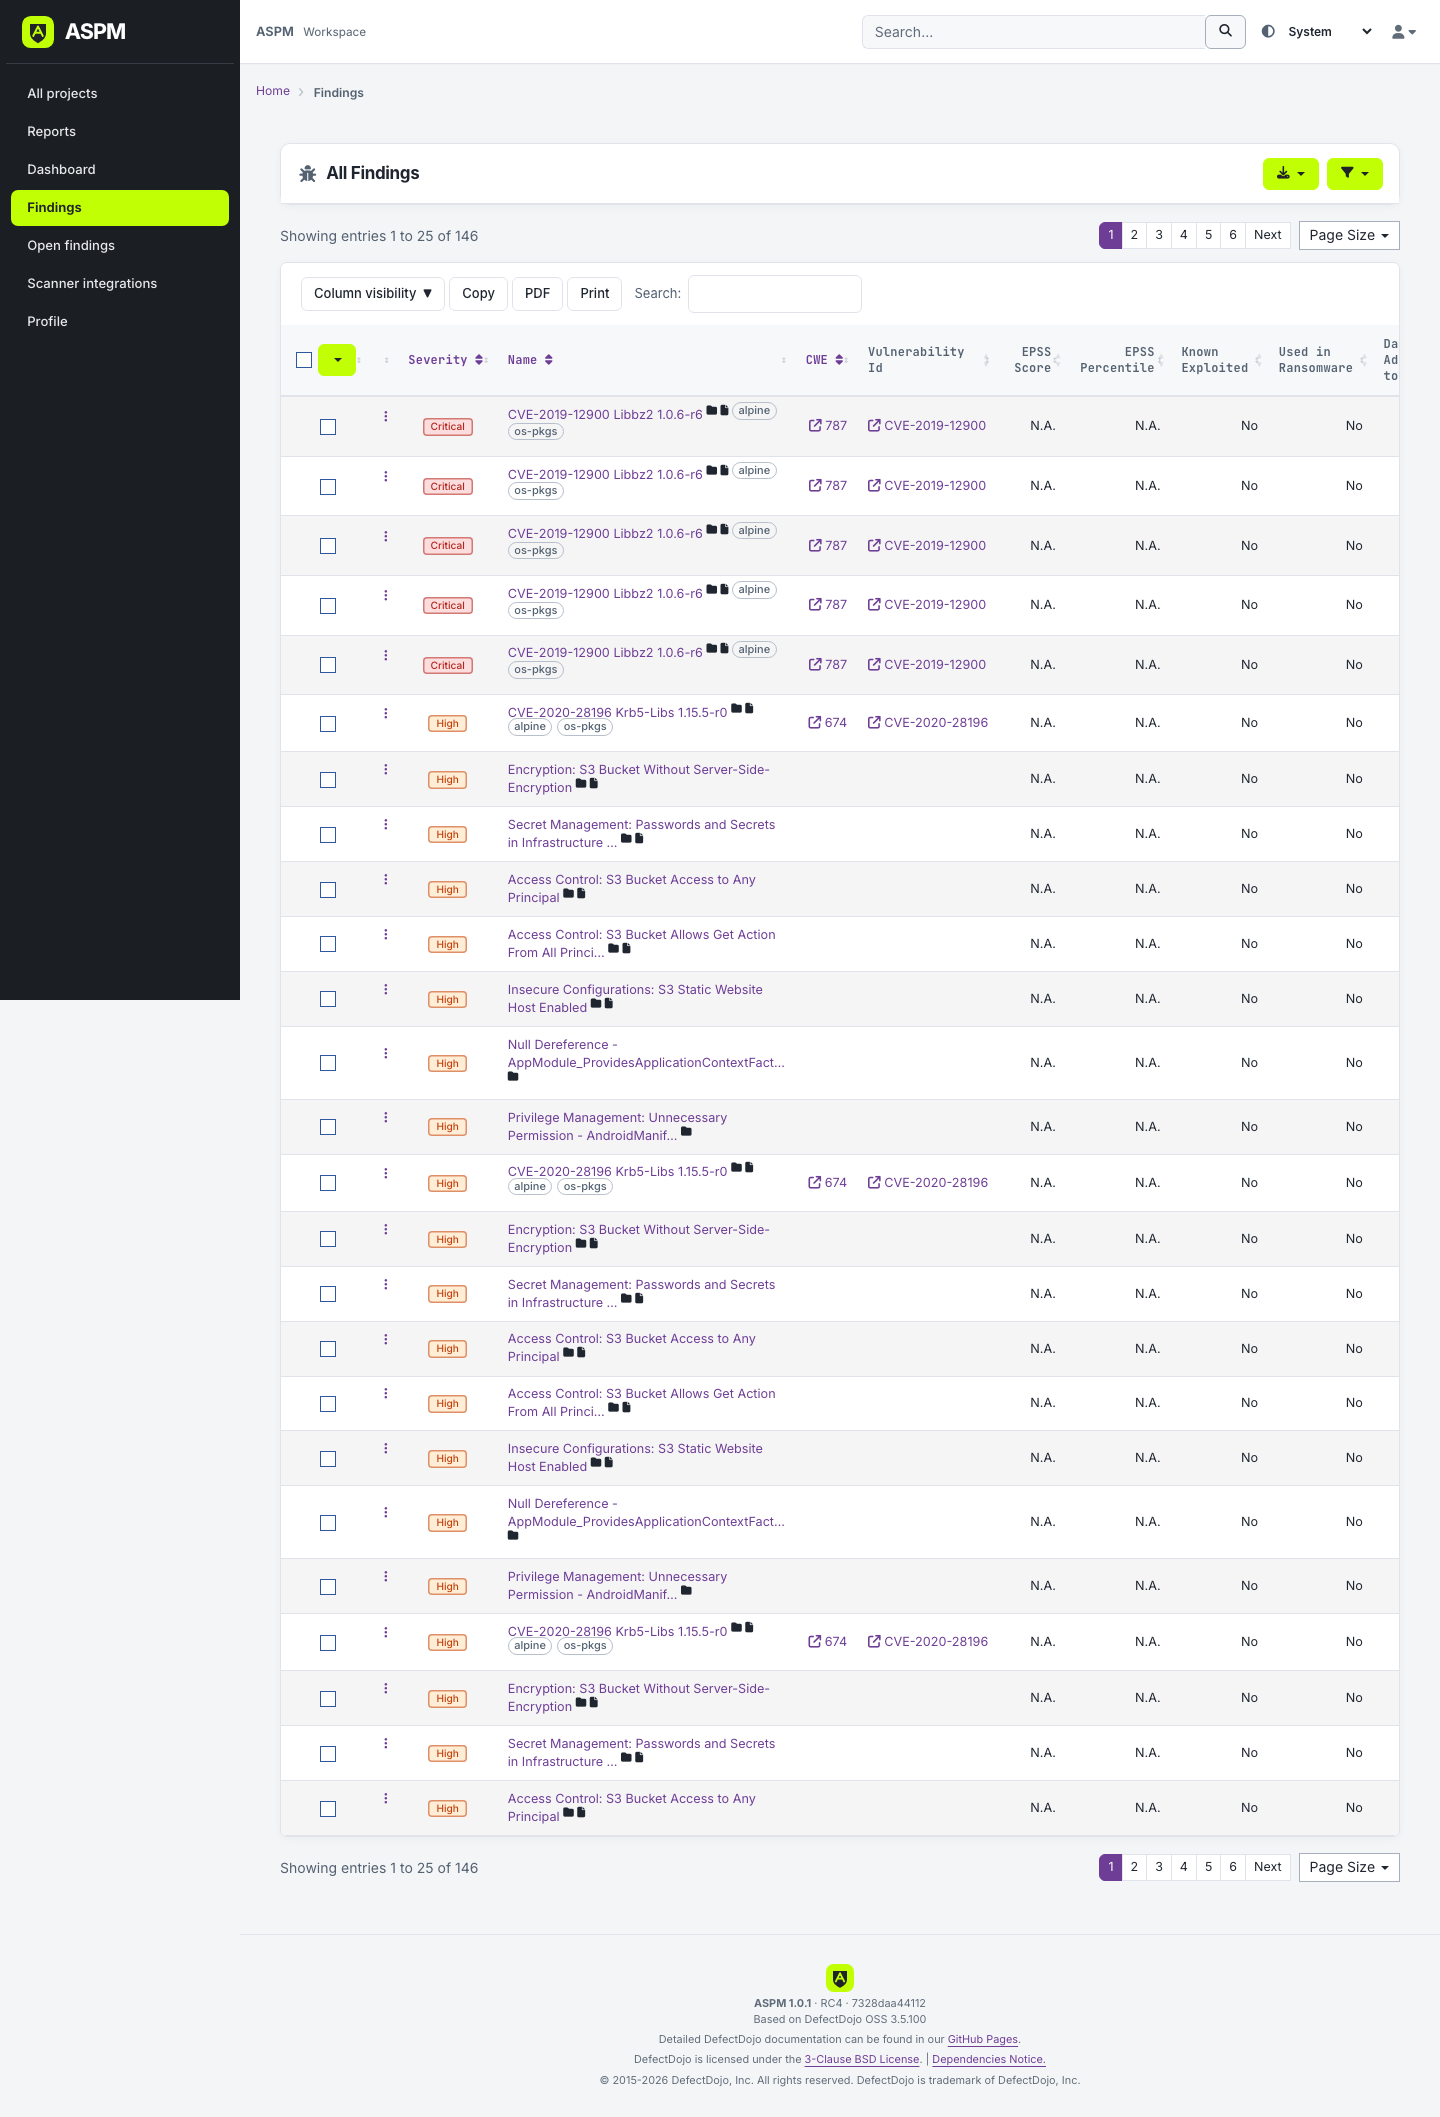 ASPM
ASPM Workspace
Search...
System
All projects
Reports
Dashboard
Findings
Open findings
Scanner integrations
Profile
Home
Findings
All Findings
Showing entries 1 to 25 of 146
1 2 3 4 5 6 Next Page Size
Column visibility ▼ Copy PDF Print Search:
Severity Name CWE Vulnerability Id EPSS Score EPSS Percentile Known Exploited Used in Ransomware Da Ad to
Critical CVE-2019-12900 Libbz2 1.0.6-r6 alpine os-pkgs 787 CVE-2019-12900 N.A. N.A. No No
Critical CVE-2019-12900 Libbz2 1.0.6-r6 alpine os-pkgs 787 CVE-2019-12900 N.A. N.A. No No
Critical CVE-2019-12900 Libbz2 1.0.6-r6 alpine os-pkgs 787 CVE-2019-12900 N.A. N.A. No No
Critical CVE-2019-12900 Libbz2 1.0.6-r6 alpine os-pkgs 787 CVE-2019-12900 N.A. N.A. No No
Critical CVE-2019-12900 Libbz2 1.0.6-r6 alpine os-pkgs 787 CVE-2019-12900 N.A. N.A. No No
High CVE-2020-28196 Krb5-Libs 1.15.5-r0 alpine os-pkgs 674 CVE-2020-28196 N.A. N.A. No No
High Encryption: S3 Bucket Without Server-Side-Encryption N.A. N.A. No No
High Secret Management: Passwords and Secrets in Infrastructure ... N.A. N.A. No No
High Access Control: S3 Bucket Access to Any Principal N.A. N.A. No No
High Access Control: S3 Bucket Allows Get Action From All Princi... N.A. N.A. No No
High Insecure Configurations: S3 Static Website Host Enabled N.A. N.A. No No
High Null Dereference - AppModule_ProvidesApplicationContextFact... N.A. N.A. No No
High Privilege Management: Unnecessary Permission - AndroidManif... N.A. N.A. No No
High CVE-2020-28196 Krb5-Libs 1.15.5-r0 alpine os-pkgs 674 CVE-2020-28196 N.A. N.A. No No
High Encryption: S3 Bucket Without Server-Side-Encryption N.A. N.A. No No
High Secret Management: Passwords and Secrets in Infrastructure ... N.A. N.A. No No
High Access Control: S3 Bucket Access to Any Principal N.A. N.A. No No
High Access Control: S3 Bucket Allows Get Action From All Princi... N.A. N.A. No No
High Insecure Configurations: S3 Static Website Host Enabled N.A. N.A. No No
High Null Dereference - AppModule_ProvidesApplicationContextFact... N.A. N.A. No No
High Privilege Management: Unnecessary Permission - AndroidManif... N.A. N.A. No No
High CVE-2020-28196 Krb5-Libs 1.15.5-r0 alpine os-pkgs 674 CVE-2020-28196 N.A. N.A. No No
High Encryption: S3 Bucket Without Server-Side-Encryption N.A. N.A. No No
High Secret Management: Passwords and Secrets in Infrastructure ... N.A. N.A. No No
High Access Control: S3 Bucket Access to Any Principal N.A. N.A. No No
Showing entries 1 to 25 of 146
1 2 3 4 5 6 Next Page Size
ASPM 1.0.1 · RC4 · 7328daa44112
Based on DefectDojo OSS 3.5.100
Detailed DefectDojo documentation can be found in our GitHub Pages.
DefectDojo is licensed under the 3-Clause BSD License. | Dependencies Notice.
© 2015-2026 DefectDojo, Inc. All rights reserved. DefectDojo is trademark of DefectDojo, Inc.